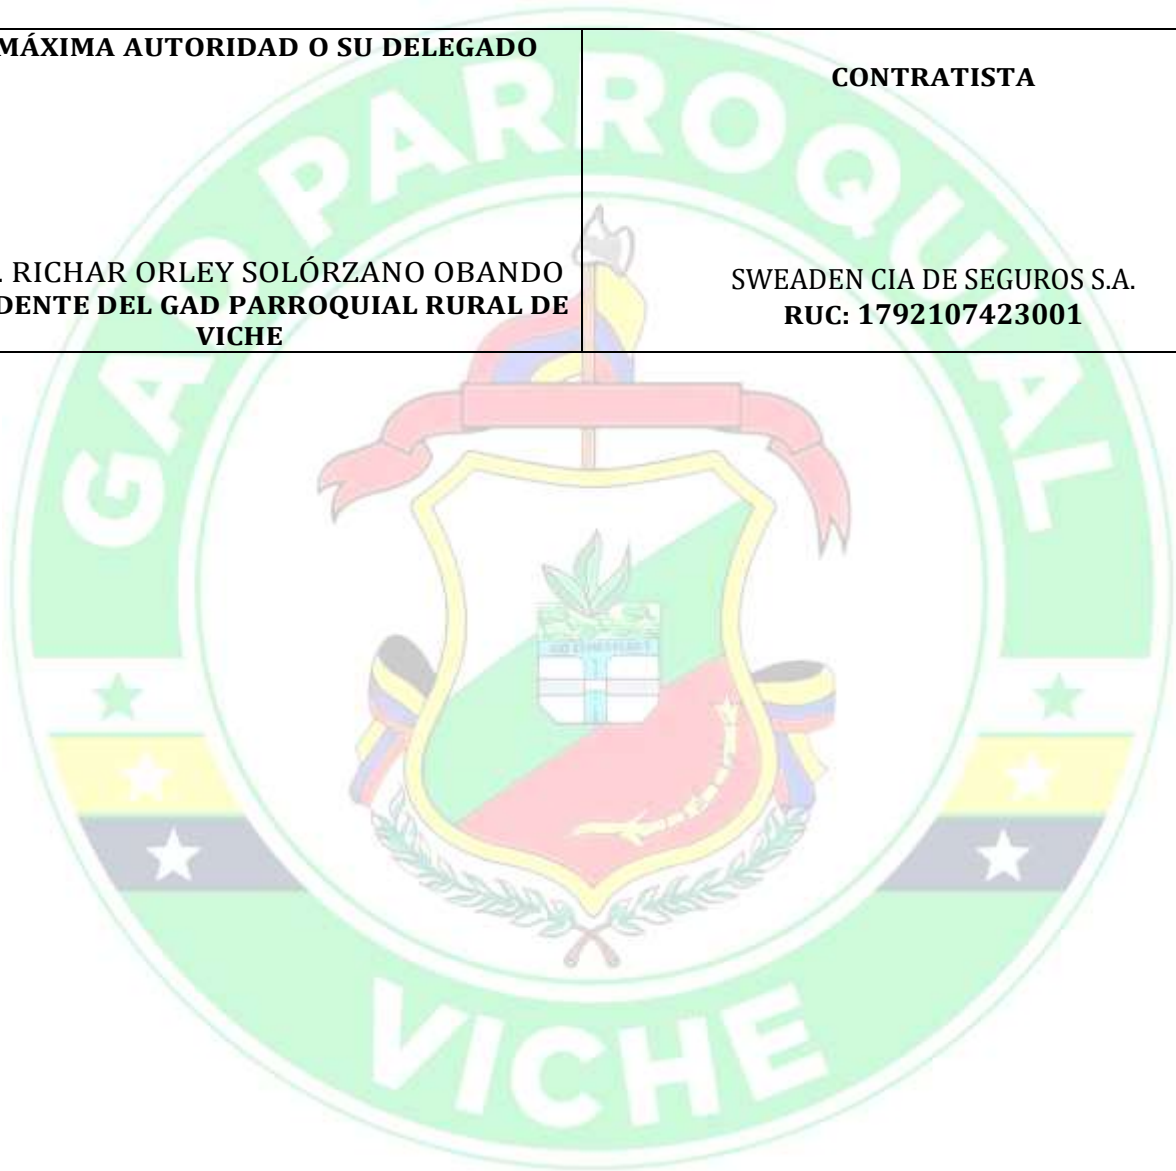 MÁXIMA AUTORIDAD O SU DELEGADO
CONTRATISTA
. RICHAR ORLEY SOLÓRZANO OBANDO
DENTE DEL GAD PARROQUIAL RURAL DE
VICHE
SWEADEN CIA DE SEGUROS S.A.
RUC: 1792107423001
GAD PARROQUIAL
VICHE